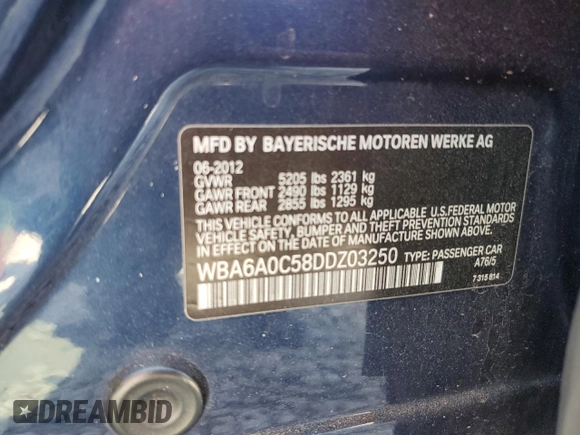 MFD BY BAYERISCHE MOTOREN WERKE AG
06-2012
GVWR 5205 lbs 2361 kg
GAWR FRONT 2490 lbs 1129 kg
GAWR REAR 2855 lbs 1295 kg
THIS VEHICLE CONFORMS TO ALL APPLICABLE U.S.FEDERAL MOTOR
VEHICLE SAFETY, BUMPER AND THEFT PREVENTION STANDARDS
IN EFFECT ON THE DATE OF MANUFACTURE SHOWN ABOVE.
WBA6A0C58DDZ03250 TYPE: PASSENGER CAR
A76/5
7 315 814
DREAMBID